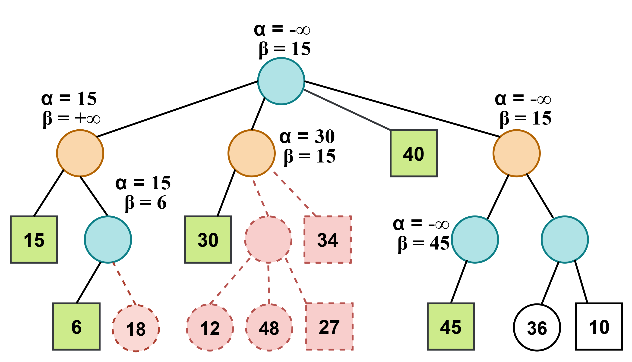 α = -∞
β = 15
α = 15
β = +∞
α = 30
β = 15
α = -∞
β = 15
40
α = 15
β = 6
α = -∞
β = 45
15
30
34
6
18
12
48
27
45
36
10